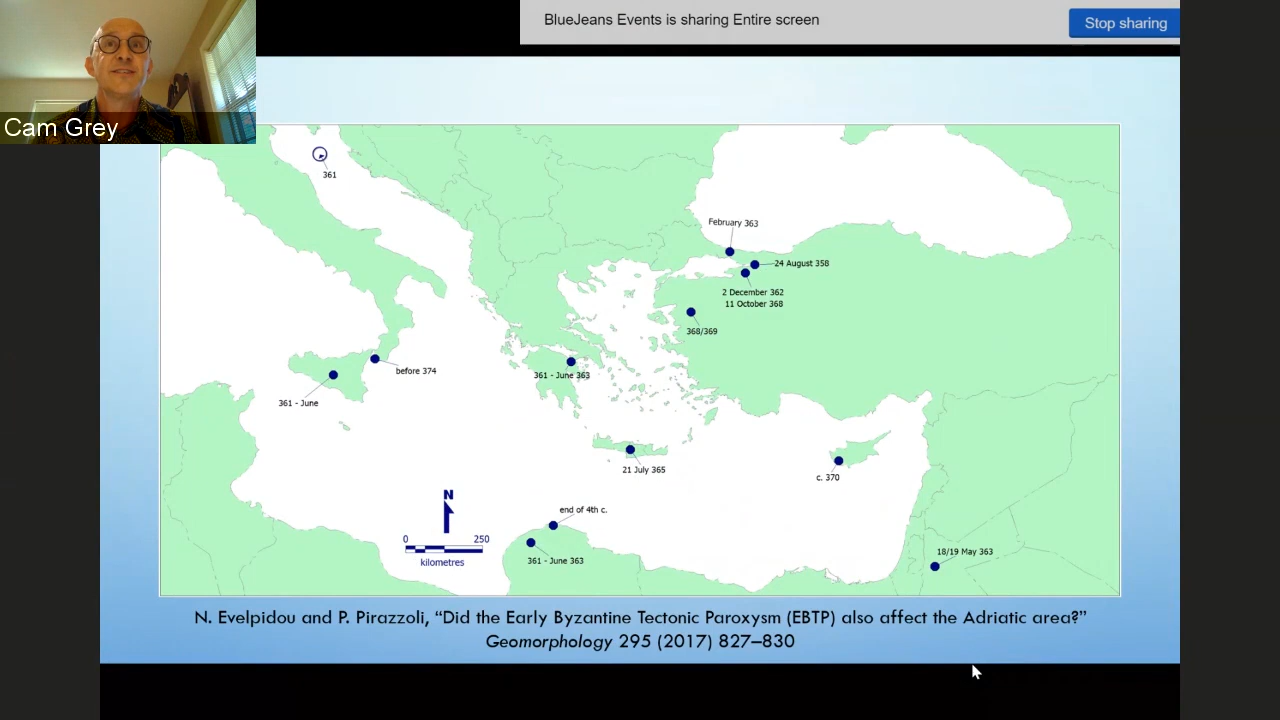 BlueJeans Events is sharing Entire screen
Stop sharing
Cam Grey
361
February 363
24 August 358
2 December 362
11 October 368
368/369
before 374
361 - June
361 - June 363
21 July 365
c. 370
N
0 250
kilometres
end of 4th c.
361 - June 363
18/19 May 363
N. Evelpidou and P. Pirazzoli, “Did the Early Byzantine Tectonic Paroxysm (EBTP) also affect the Adriatic area?”
Geomorphology 295 (2017) 827–830